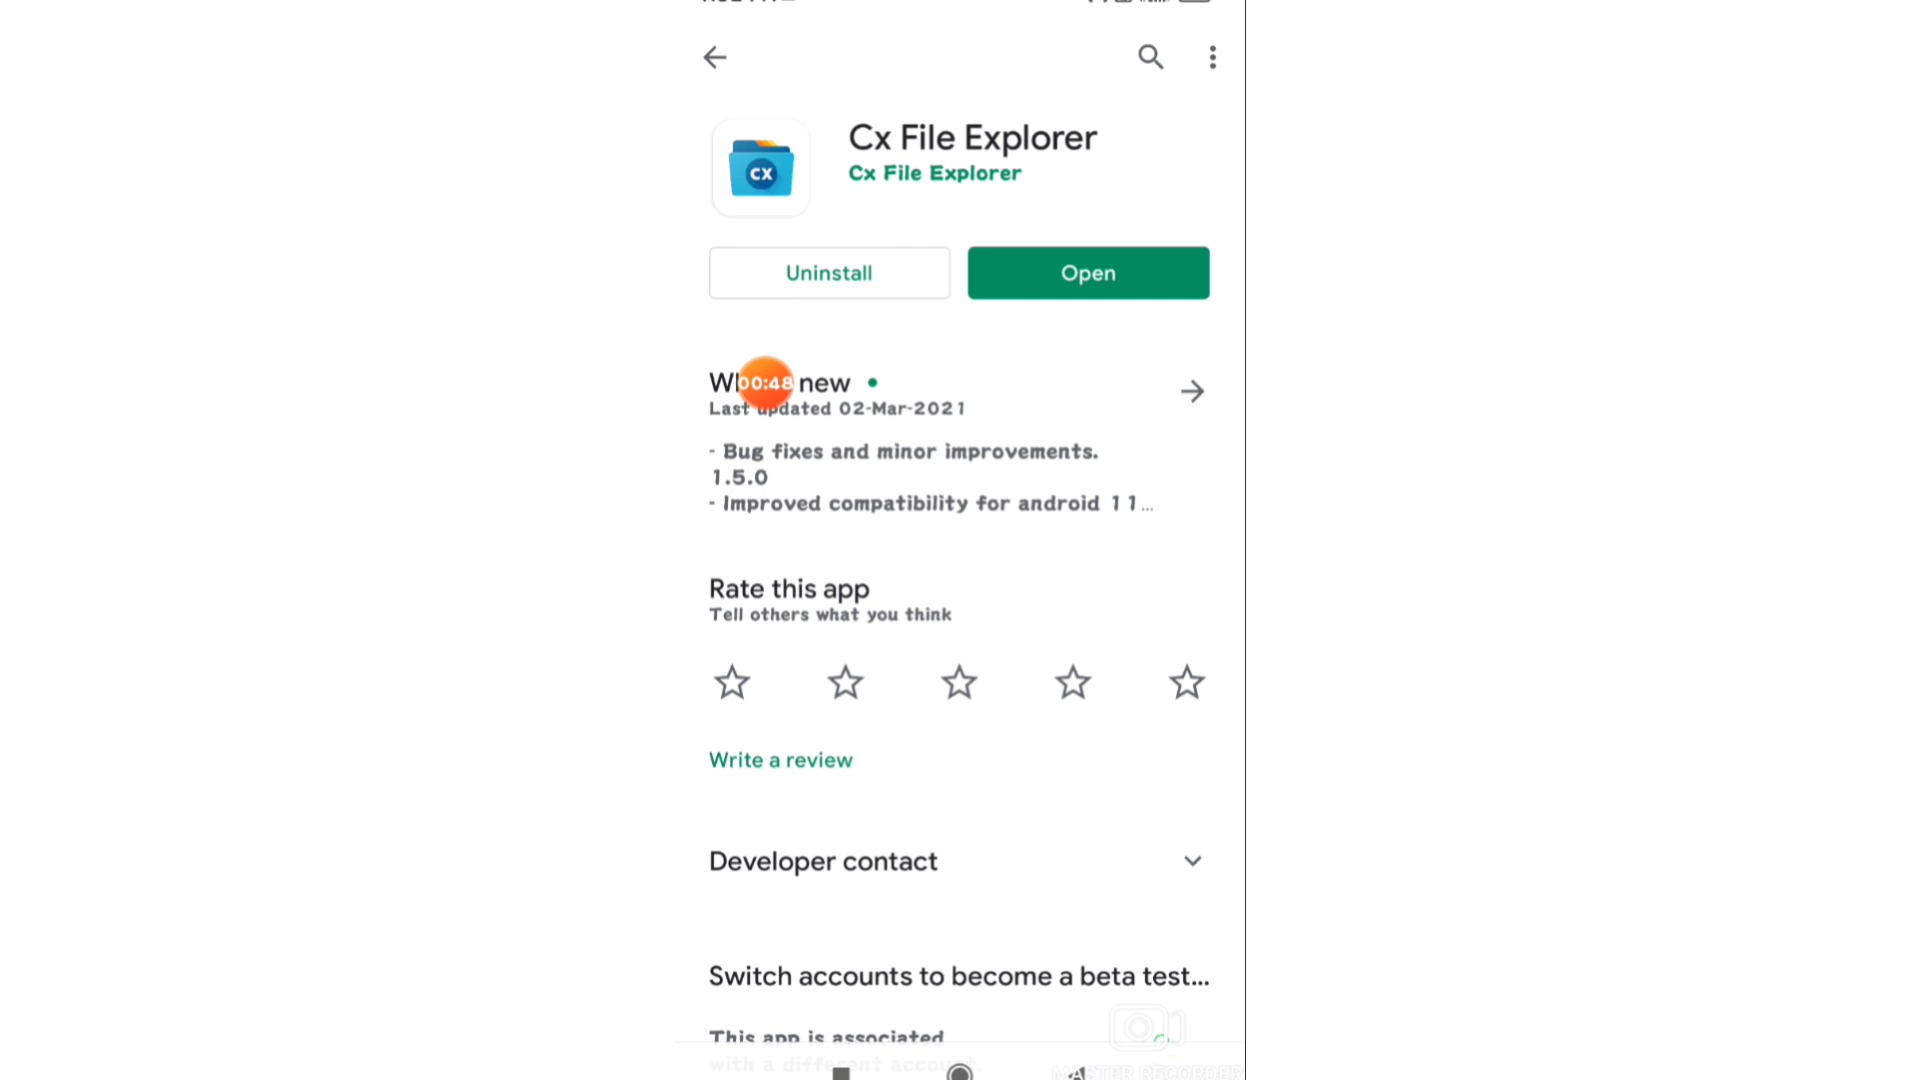 Cx File Explorer
CX
Cx File Explorer
Uninstall
Open
00:48 new
Last updated 02-Mar-2021
- Bug fixes and minor improvements.
1.5.0
- Improved compatibility for android 11...
Rate this app
Tell others what you think
Write a review
Developer contact
Switch accounts to become a beta test...
This app is associated
with a different account.
MASTER RECORDER